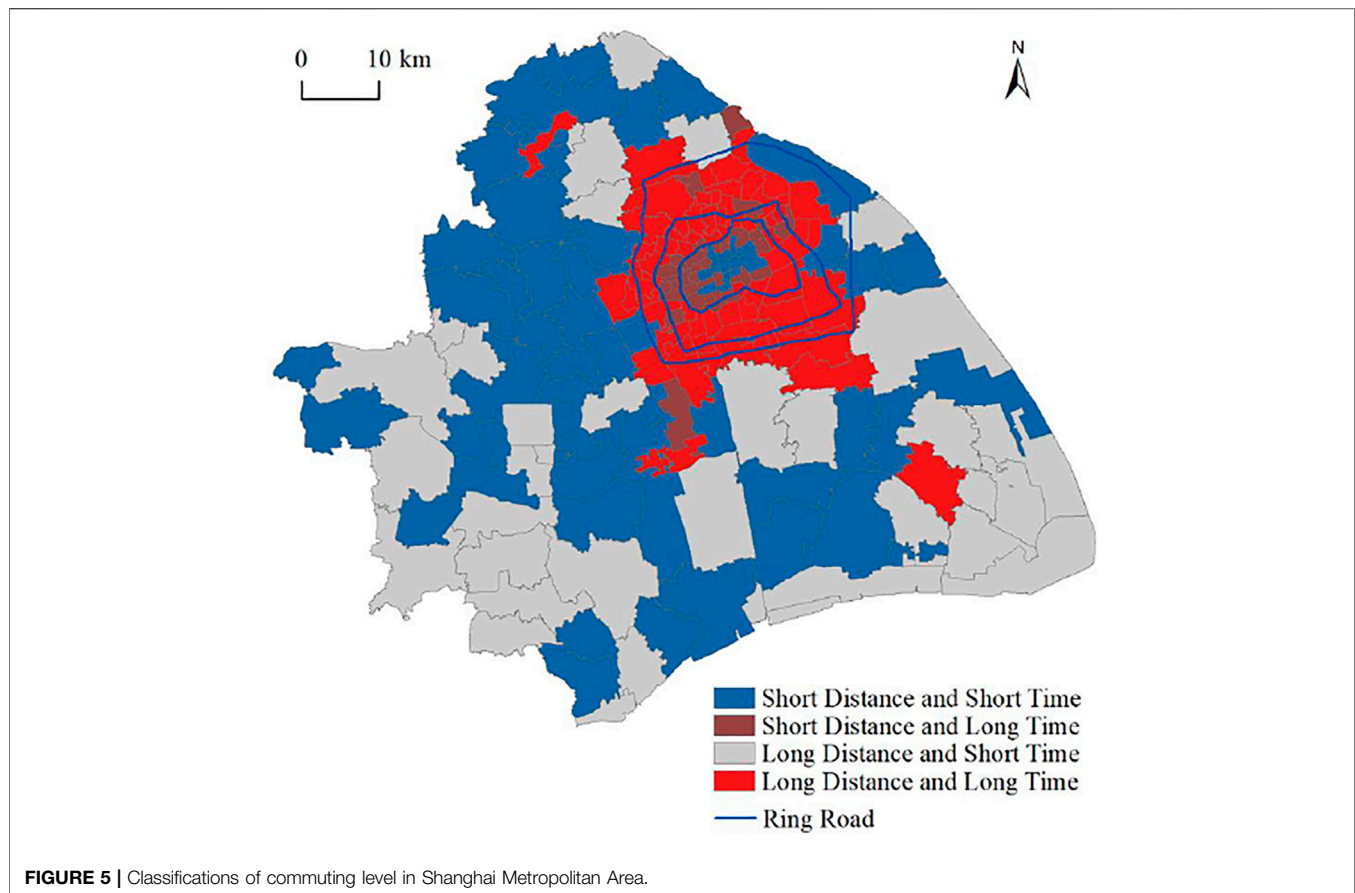 0 10 km
N
Short Distance and Short Time
Short Distance and Long Time
Long Distance and Short Time
Long Distance and Long Time
Ring Road
FIGURE 5 | Classifications of commuting level in Shanghai Metropolitan Area.